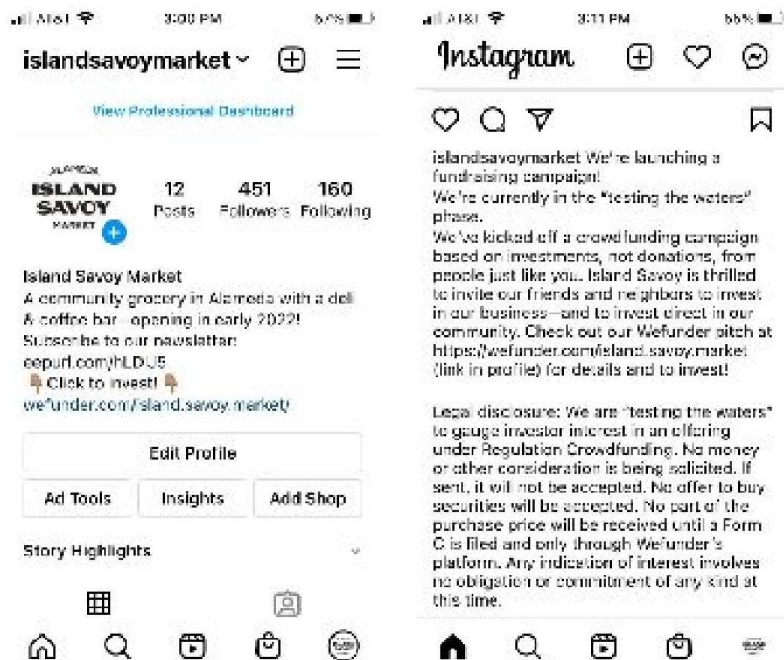 AT&T 3:00 PM 57%
islandsavoymarket
View Professional Dashboard
ALAMEDA
ISLAND
SAVOY
MARKET
12 451 160
Posts Followers Following
Island Savoy Market
A community grocery in Alameda with a deli
& coffee bar—opening in early 2022!
Subscribe to our newsletter:
eepurl.com/hLDU5
Click to invest!
wefunder.com/island.savoy.market/
Edit Profile
Ad Tools Insights Add Shop
Story Highlights
AT&T 3:11 PM 55%
Instagram
islandsavoymarket We're launching a
fundraising campaign!
We're currently in the "testing the waters"
phase.
We've kicked off a crowdfunding campaign
based on investments, not donations, from
people just like you. Island Savoy is thrilled
to invite our friends and neighbors to invest
in our business—and to invest direct in our
community. Check out our Wefunder pitch at
https://wefunder.com/island.savoy.market
(link in profile) for details and to invest!
Legal disclosure: We are "testing the waters"
to gauge investor interest in an offering
under Regulation Crowdfunding. No money
or other consideration is being solicited. If
sent, it will not be accepted. No offer to buy
securities will be accepted. No part of the
purchase price will be received until a Form
C is filed and only through Wefunder's
platform. Any indication of interest involves
no obligation or commitment of any kind at
this time.